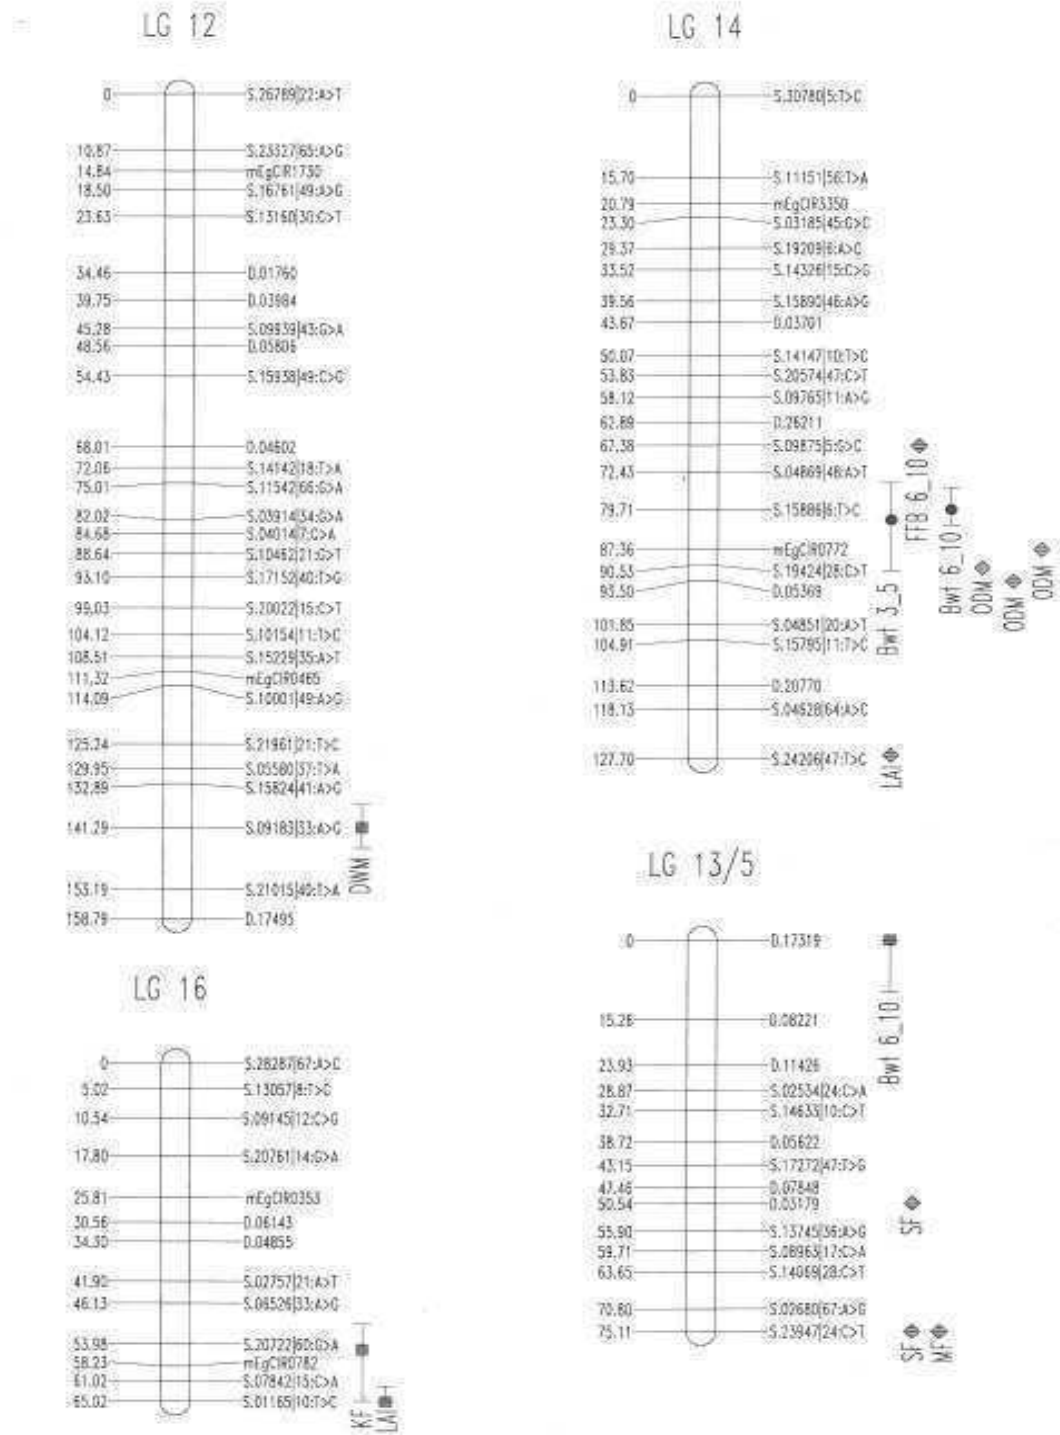 LG 12
0 S.26789|22:A>T
10.87 S.23327|65:A>G
14.84 mEgCIR1730
18.50 S.16761|49:A>G
23.63 S.13160|30:C>T
34.46 D.01760
39.75 D.03984
45.28 S.09939|43:G>A
48.56 D.05806
54.43 S.15938|49:C>G
68.01 D.04602
72.06 S.14142|18:T>A
75.01 S.11542|66:G>A
82.02 S.03914|34:G>A
84.68 S.04014|7:C>A
88.64 S.10462|21:G>T
93.10 S.17152|40:T>G
99.03 S.20022|15:C>T
104.12 S.10154|11:T>C
108.51 S.15229|35:A>T
111.32 mEgCIR0465
114.09 S.10001|49:A>G
125.24 S.21961|21:T>C
129.95 S.05580|37:T>A
132.89 S.15824|41:A>G
141.29 S.09183|33:A>G
153.19 S.21015|40:T>A
158.79 D.17495
DWM
LG 14
0 S.30780|5:T>C
15.70 S.11151|56:T>A
20.79 mEgCIR3350
23.30 S.03185|45:G>C
29.37 S.19209|6:A>C
33.52 S.14326|15:C>G
39.56 S.15890|46:A>G
43.67 D.03701
50.07 S.14147|10:T>C
53.83 S.20574|47:C>T
58.12 S.09765|11:A>G
62.89 D.26211
67.38 S.09875|5:G>C
72.43 S.04869|48:A>T
79.71 S.15886|6:T>C
87.36 mEgCIR0772
90.53 S.19424|28:C>T
93.50 D.05369
101.85 S.04851|20:A>T
104.91 S.15795|11:T>C
113.62 D.20770
118.13 S.04628|64:A>C
127.70 S.24206|47:T>C
Bwt 3_5
FFB 6_10
Bwt 6_10
ODM
ODM
ODM
LAI
LG 16
0 S.28287|67:A>C
5.02 S.13057|8:T>G
10.54 S.09145|12:C>G
17.80 S.20761|14:G>A
25.81 mEgCIR0353
30.56 D.06143
34.30 D.04855
41.90 S.02757|21:A>T
46.13 S.06526|33:A>G
53.98 S.20722|60:G>A
58.23 mEgCIR0782
61.02 S.07842|15:C>A
65.02 S.01165|10:T>C
KF
LAI
LG 13/5
0 D.17319
15.26 D.08221
23.93 D.11426
28.87 S.02534|24:C>A
32.71 S.14633|10:C>T
38.72 D.05622
43.15 S.17272|47:T>G
47.46 D.07848
50.54 D.03179
55.90 S.13745|36:A>G
59.71 S.08963|17:C>A
63.65 S.14069|28:C>T
70.80 S.02680|67:A>G
75.11 S.23947|24:C>T
Bwt 6_10
SF
SF
MF